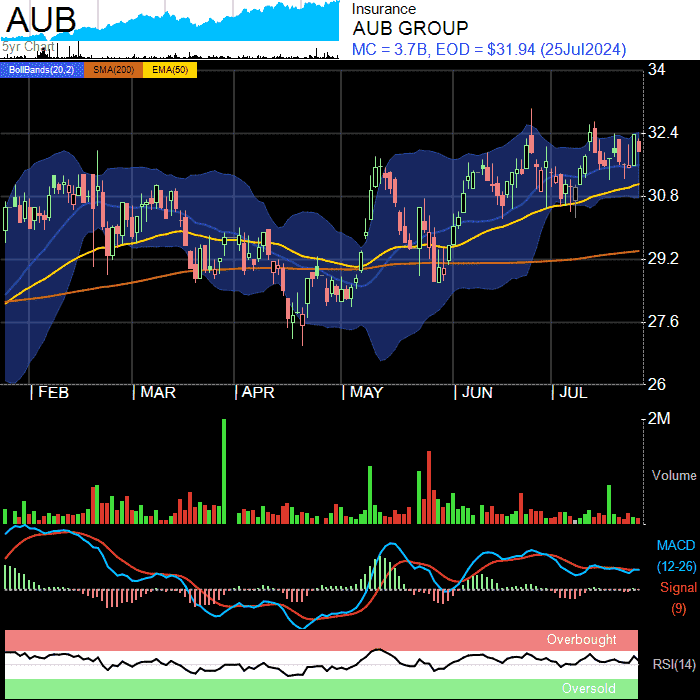 AUB
5yr Chart
Insurance
AUB GROUP
MC = 3.7B, EOD = $31.94 (25Jul2024)
BollBands(20,2) SMA(200) EMA(50)
34
32.4
30.8
29.2
27.6
26
| FEB | MAR | APR | MAY | JUN | JUL
2M
Volume
MACD
(12-26)
Signal
(9)
Overbought
RSI(14)
Oversold